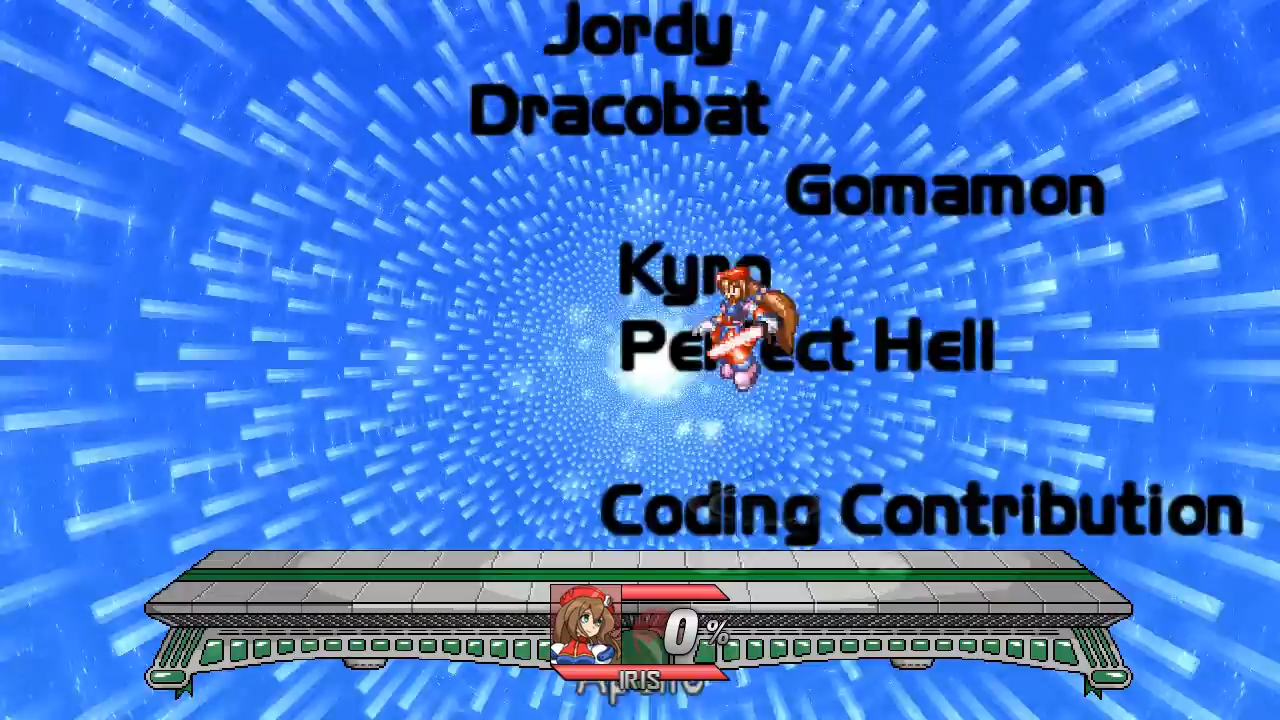 Jordy
Dracobat
Gomamon
Kyro
Perfect Hell
Coding Contribution
0%
IRIS